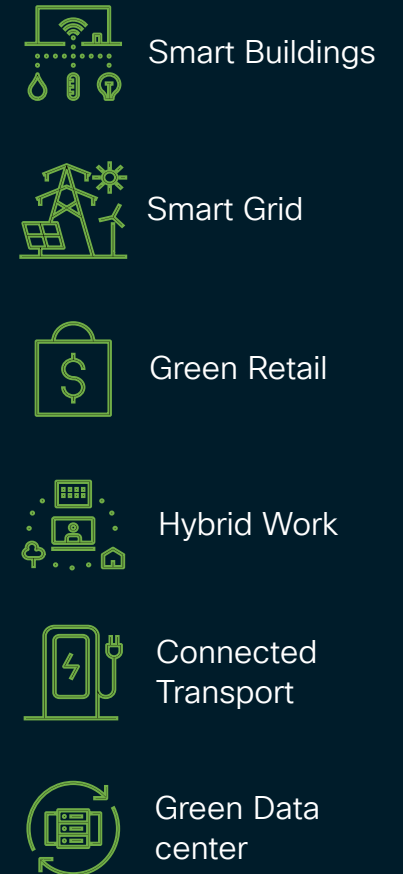 Smart Buildings
Smart Grid
$
Green Retail
Hybrid Work
Connected
Transport
Green Data
center